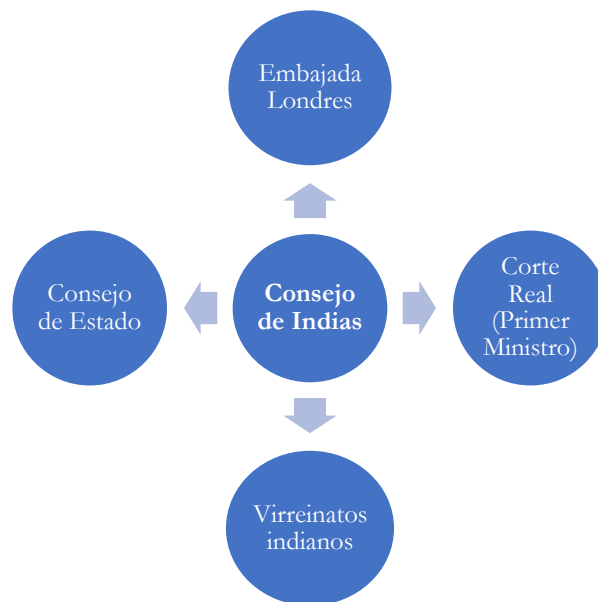 Embajada
Londres
Consejo
de Estado
Consejo
de Indias
Corte
Real
(Primer
Ministro)
Virreinatos
indianos